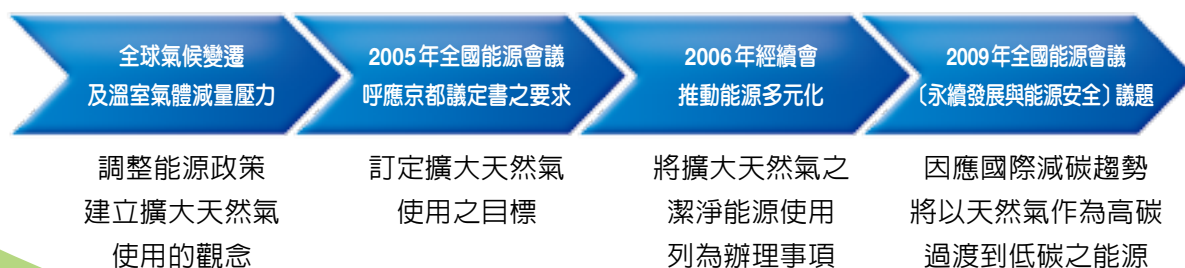 全球氣候變遷
及溫室氣體減量壓力
調整能源政策
建立擴大天然氣
使用的觀念
2005年全國能源會議
呼應京都議定書之要求
訂定擴大天然氣
使用之目標
2006年經續會
推動能源多元化
將擴大天然氣之
潔淨能源使用
列為辦理事項
2009年全國能源會議
〔永續發展與能源安全〕議題
因應國際減碳趨勢
將以天然氣作為高碳
過渡到低碳之能源